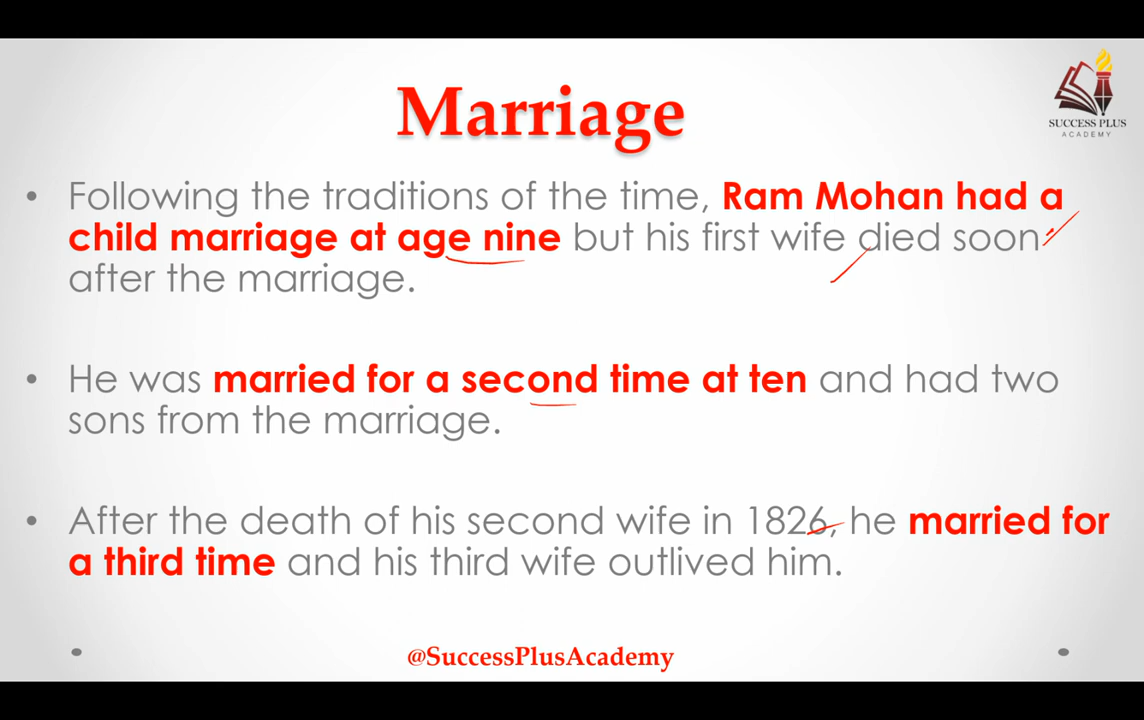 SUCCESS PLUS
ACADEMY
Marriage
• Following the traditions of the time, Ram Mohan had a
child marriage at age nine but his first wife died soon
after the marriage.
• He was married for a second time at ten and had two
sons from the marriage.
• After the death of his second wife in 1826, he married for
a third time and his third wife outlived him.
@SuccessPlusAcademy